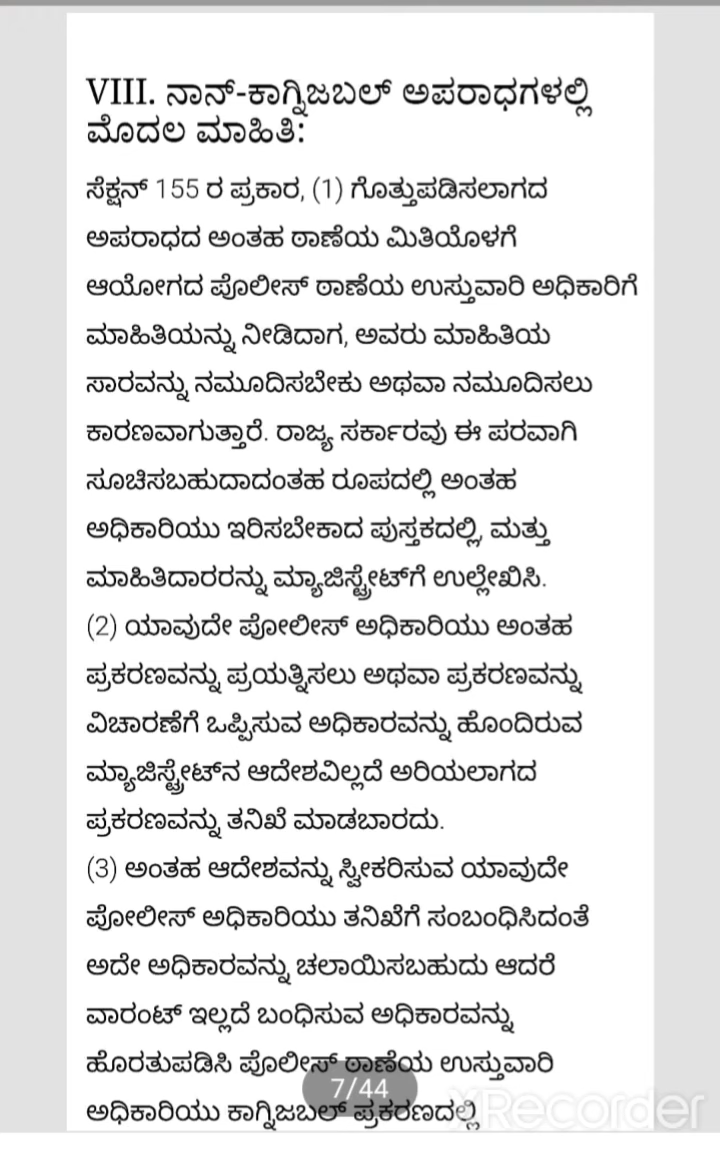 VIII. ನಾನ್-ಕಾಗ್ನಿಜಬಲ್ ಅಪರಾಧಗಳಲ್ಲಿ
ಮೊದಲ ಮಾಹಿತಿ:
ಸೆಕ್ಷನ್ 155 ರ ಪ್ರಕಾರ, (1) ಗೊತ್ತುಪಡಿಸಲಾಗದ
ಅಪರಾಧದ ಅಂತಹ ಠಾಣೆಯ ಮಿತಿಯೊಳಗೆ
ಆಯೋಗದ ಪೊಲೀಸ್ ಠಾಣೆಯ ಉಸ್ತುವಾರಿ ಅಧಿಕಾರಿಗೆ
ಮಾಹಿತಿಯನ್ನು ನೀಡಿದಾಗ, ಅವರು ಮಾಹಿತಿಯ
ಸಾರವನ್ನು ನಮೂದಿಸಬೇಕು ಅಥವಾ ನಮೂದಿಸಲು
ಕಾರಣವಾಗುತ್ತಾರೆ. ರಾಜ್ಯ ಸರ್ಕಾರವು ಈ ಪರವಾಗಿ
ಸೂಚಿಸಬಹುದಾದಂತಹ ರೂಪದಲ್ಲಿ ಅಂತಹ
ಅಧಿಕಾರಿಯು ಇರಿಸಬೇಕಾದ ಪುಸ್ತಕದಲ್ಲಿ, ಮತ್ತು
ಮಾಹಿತಿದಾರರನ್ನು ಮ್ಯಾಜಿಸ್ಟ್ರೇಟ್‌ಗೆ ಉಲ್ಲೇಖಿಸಿ.
(2) ಯಾವುದೇ ಪೋಲೀಸ್ ಅಧಿಕಾರಿಯು ಅಂತಹ
ಪ್ರಕರಣವನ್ನು ಪ್ರಯತ್ನಿಸಲು ಅಥವಾ ಪ್ರಕರಣವನ್ನು
ವಿಚಾರಣೆಗೆ ಒಪ್ಪಿಸುವ ಅಧಿಕಾರವನ್ನು ಹೊಂದಿರುವ
ಮ್ಯಾಜಿಸ್ಟ್ರೇಟ್‌ನ ಆದೇಶವಿಲ್ಲದೆ ಅರಿಯಲಾಗದ
ಪ್ರಕರಣವನ್ನು ತನಿಖೆ ಮಾಡಬಾರದು.
(3) ಅಂತಹ ಆದೇಶವನ್ನು ಸ್ವೀಕರಿಸುವ ಯಾವುದೇ
ಪೋಲೀಸ್ ಅಧಿಕಾರಿಯು ತನಿಖೆಗೆ ಸಂಬಂಧಿಸಿದಂತೆ
ಅದೇ ಅಧಿಕಾರವನ್ನು ಚಲಾಯಿಸಬಹುದು ಆದರೆ
ವಾರಂಟ್ ಇಲ್ಲದೆ ಬಂಧಿಸುವ ಅಧಿಕಾರವನ್ನು
ಹೊರತುಪಡಿಸಿ ಪೊಲೀಸ್ ಠಾಣೆಯ ಉಸ್ತುವಾರಿ
7/44
ಅಧಿಕಾರಿಯು ಕಾಗ್ನಿಜಬಲ್ ಪ್ರಕರಣದಲ್ಲಿ
XRecorder